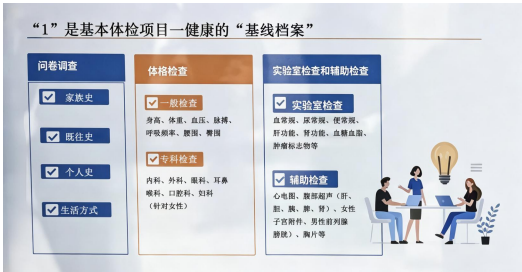 “1”是基本体检项目一健康的“基线档案”
问卷调查
家族史
既往史
个人史
生活方式
体格检查
一般检查
身高、体重、血压、脉搏、
呼吸频率、腰围、臀围
专科检查
内科、外科、眼科、耳鼻
喉科、口腔科、妇科
（针对女性）
实验室检查和辅助检查
实验室检查
血常规、尿常规、便常规、
肝功能、肾功能、血糖血脂、
肿瘤标志物等
辅助检查
心电图、腹部超声（肝、
胆、胰、脾、肾）、女性
子宫附件、男性前列腺
膀胱）、胸片等